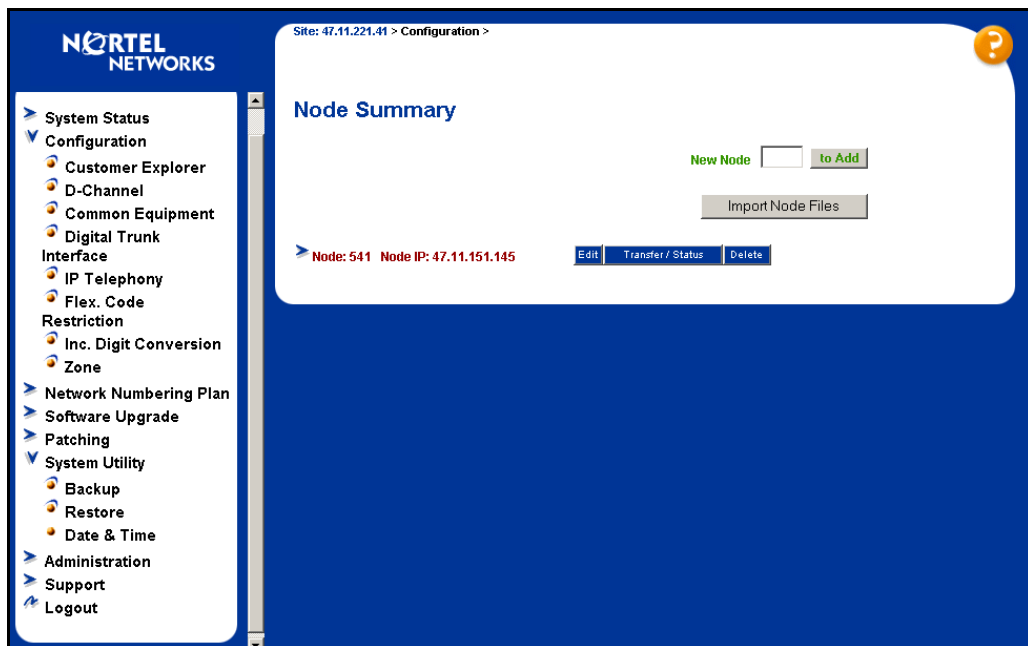 NORTEL
NETWORKS
System Status
Configuration
Customer Explorer
D-Channel
Common Equipment
Digital Trunk
Interface
IP Telephony
Flex. Code
Restriction
Inc. Digit Conversion
Zone
Network Numbering Plan
Software Upgrade
Patching
System Utility
Backup
Restore
Date & Time
Administration
Support
Logout
Site: 47.11.221.41 > Configuration >
?
Node Summary
New Node to Add
Import Node Files
Node: 541 Node IP: 47.11.151.145 Edit Transfer / Status Delete